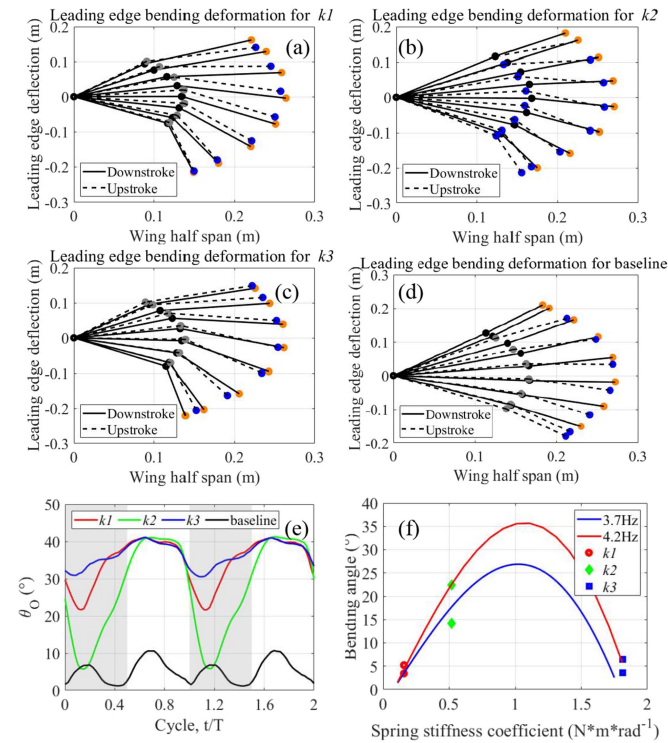 Leading edge bending deformation for k1
Leading edge deflection (m)
0.2
0.1
0
-0.1
-0.2
-0.3
(a)
Downstroke
Upstroke
0
0.1
0.2
0.3
Wing half span (m)
Leading edge bending deformation for k2
Leading edge deflection (m)
0.2
0.1
0
-0.1
-0.2
-0.3
(b)
Downstroke
Upstroke
0
0.1
0.2
0.3
Wing half span (m)
Leading edge bending deformation for k3
Leading edge deflection (m)
0.2
0.1
0
-0.1
-0.2
-0.3
(c)
Downstroke
Upstroke
0
0.1
0.2
0.3
Wing half span (m)
Leading edge bending deformation for baseline
Leading edge deflection (m)
0.3
0.2
0.1
0
-0.1
-0.2
(d)
Downstroke
Upstroke
0
0.1
0.2
0.3
Wing half span (m)
θO (°)
50
40
30
20
10
0
k1 k2 k3 baseline
(e)
0
0.4
0.8
1.2
1.6
2
Cycle, t/T
Bending angle (°)
40
35
30
25
20
15
10
5
0
(f)
3.7Hz
4.2Hz
k1
k2
k3
0
0.5
1
1.5
2
Spring stiffness coefficient (N*m*rad⁻¹)